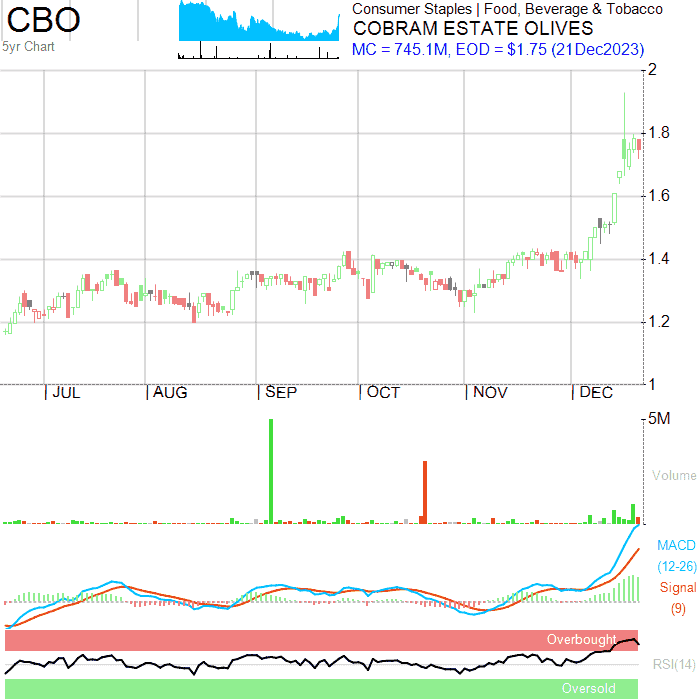 CBO
5yr Chart
Consumer Staples | Food, Beverage & Tobacco
COBRAM ESTATE OLIVES
MC = 745.1M, EOD = $1.75 (21Dec2023)
2
1.8
1.6
1.4
1.2
1
| JUL | AUG | SEP | OCT | NOV | DEC
5M
Volume
MACD
(12-26)
Signal
(9)
Overbought
RSI(14)
Oversold